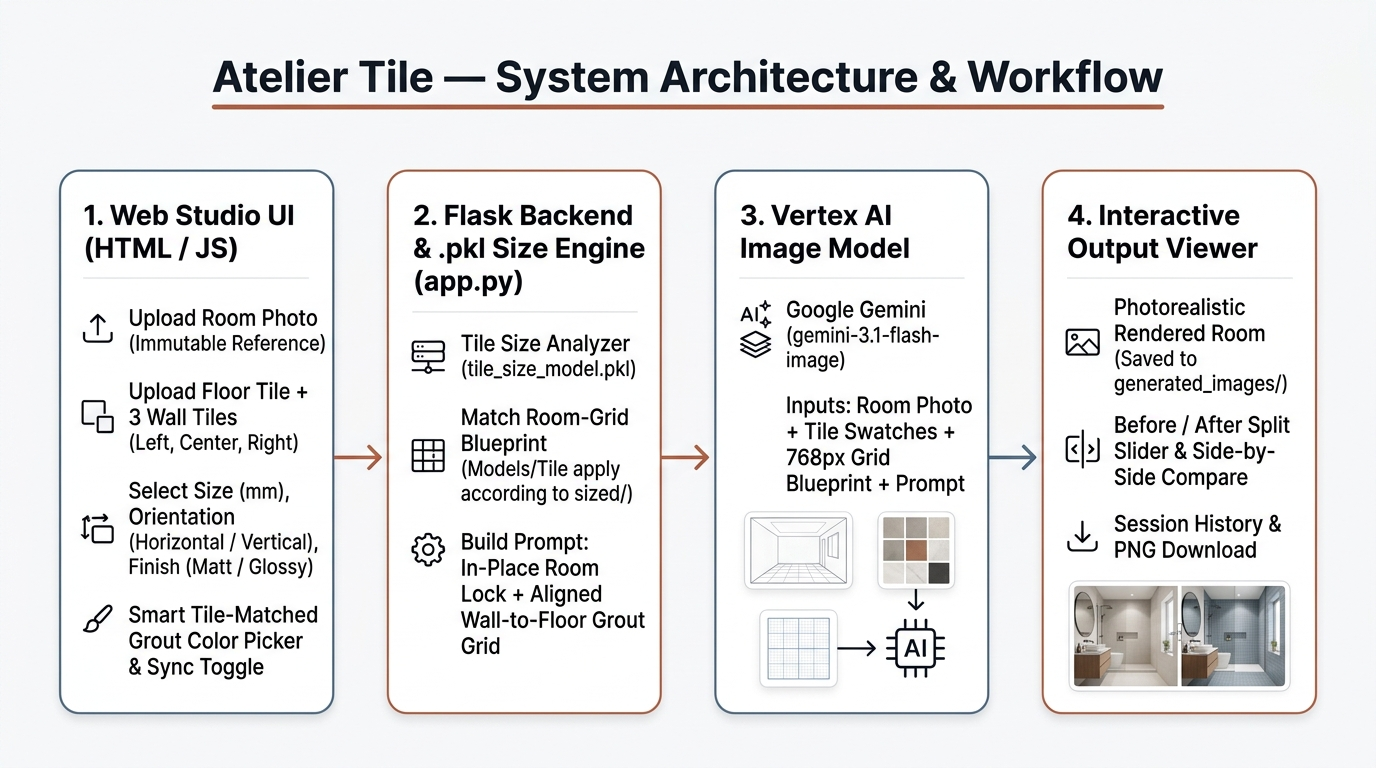 Atelier Tile — System Architecture & Workflow
1. Web Studio UI
(HTML / JS)
Upload Room Photo
(Immutable Reference)
Upload Floor Tile +
3 Wall Tiles
(Left, Center, Right)
Select Size (mm),
Orientation
(Horizontal / Vertical),
Finish (Matt / Glossy)
Smart Tile-Matched
Grout Color Picker
& Sync Toggle
2. Flask Backend
& .pkl Size Engine
(app.py)
Tile Size Analyzer
(tile_size_model.pkl)
Match Room-Grid
Blueprint
(Models/Tile apply
according to sized/)
Build Prompt:
In-Place Room
Lock + Aligned
Wall-to-Floor Grout
Grid
3. Vertex AI
Image Model
AI
Google Gemini
(gemini-3.1-flash-
image)
Inputs: Room Photo
+ Tile Swatches +
768px Grid
Blueprint + Prompt
AI
4. Interactive
Output Viewer
Photorealistic
Rendered Room
(Saved to
generated_images/)
Before / After Split
Slider & Side-by-
Side Compare
Session History &
PNG Download